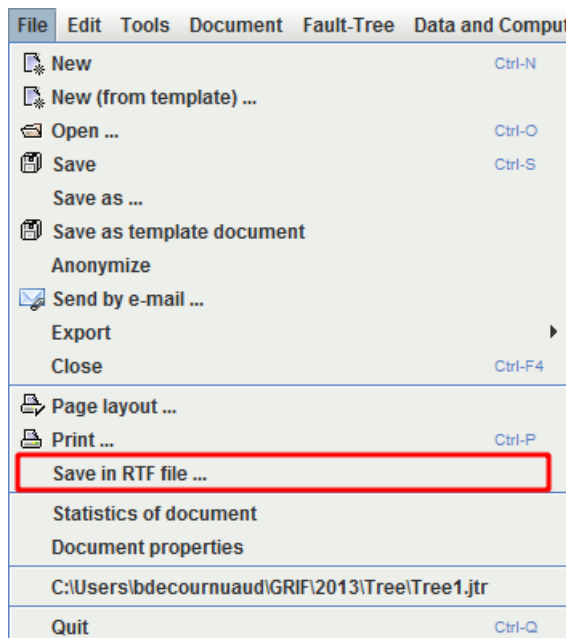 File Edit Tools Document Fault-Tree Data and Comput
New Ctrl-N
New (from template) ...
Open ... Ctrl-O
Save Ctrl-S
Save as ...
Save as template document
Anonymize
Send by e-mail ...
Export
Close Ctrl-F4
Page layout ...
Print ... Ctrl-P
Save in RTF file ...
Statistics of document
Document properties
C:\Users\bdecournuaud\GRIF\2013\Tree\Tree1.jtr
Quit Ctrl-Q